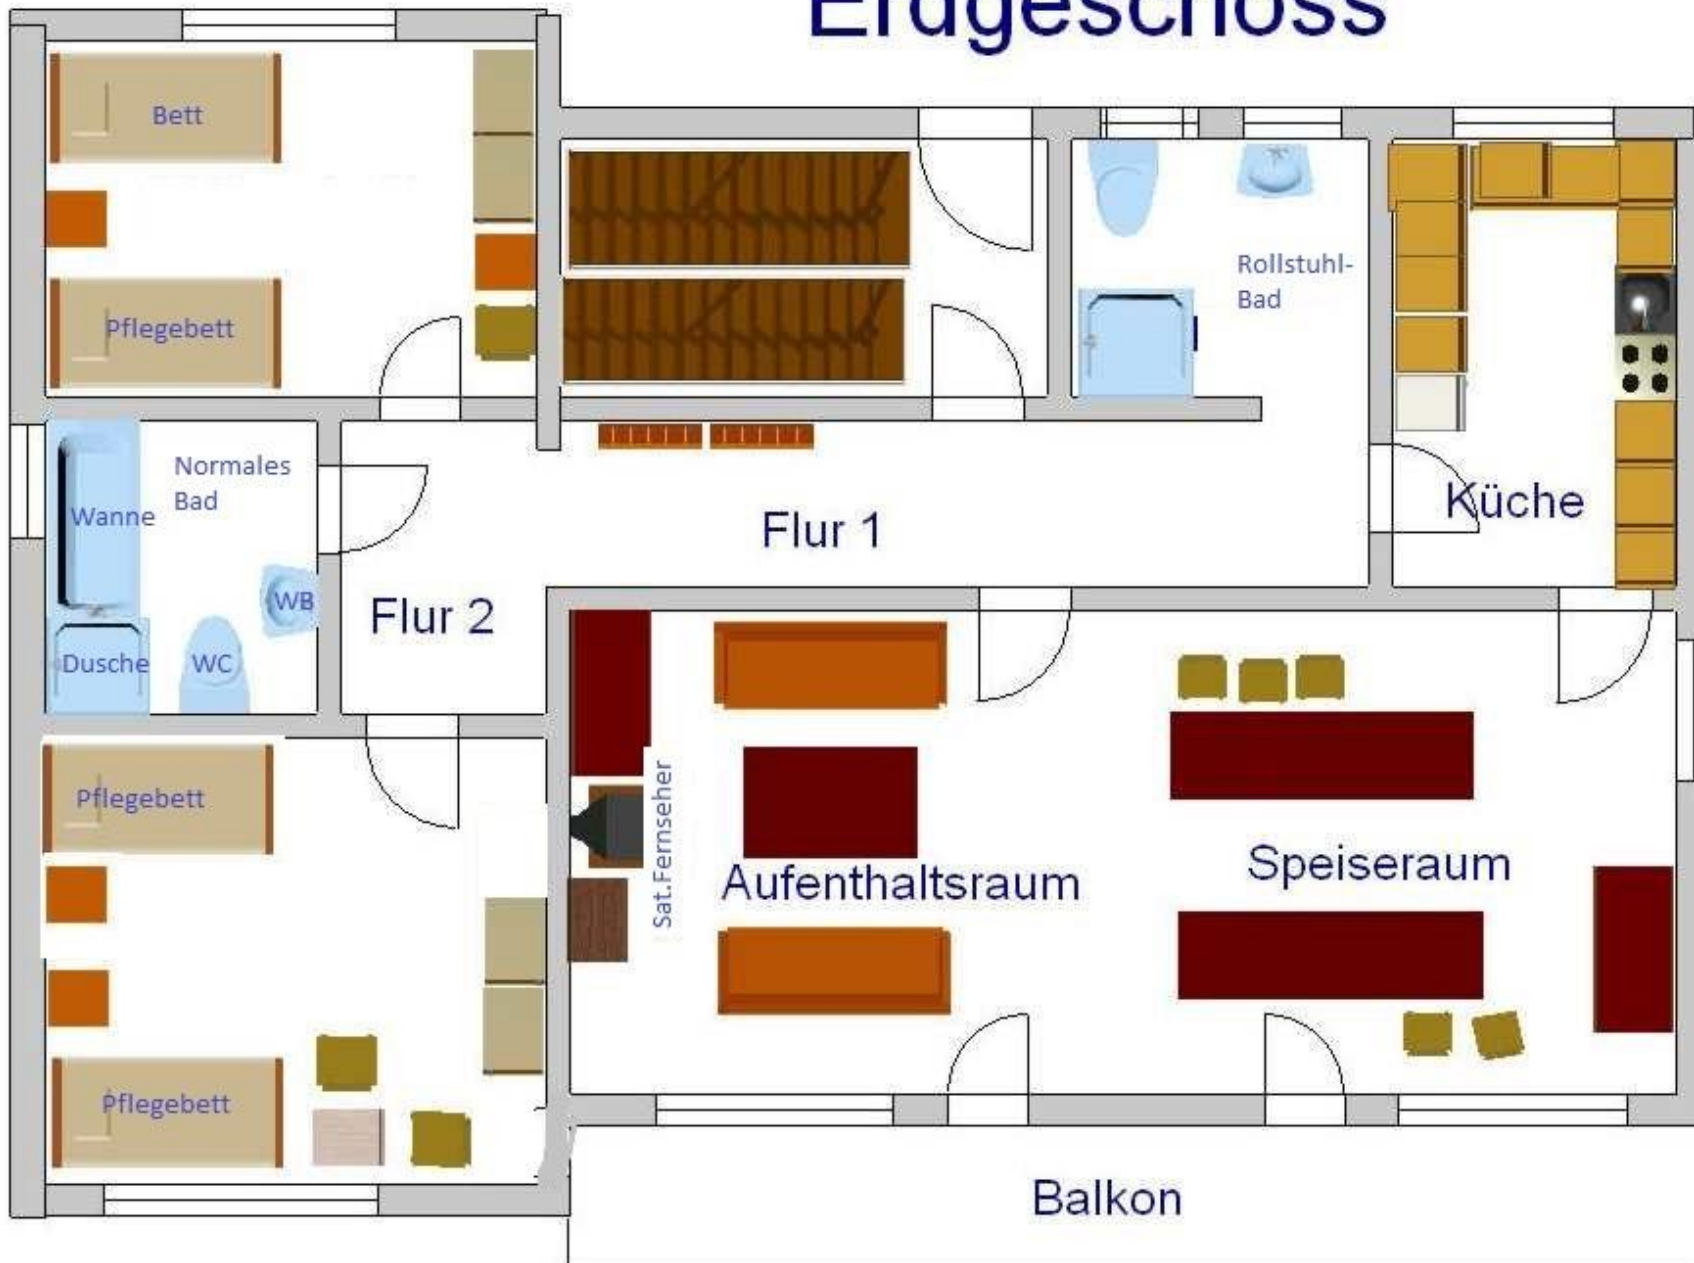 Erdgeschoss
Bett
Pflegebett
Rollstuhl-
Bad
Normales
Bad
Wanne
WB
Dusche
WC
Flur 1
Flur 2
Küche
Pflegebett
Pflegebett
Sat.Fernseher
Aufenthaltsraum
Speiseraum
Balkon